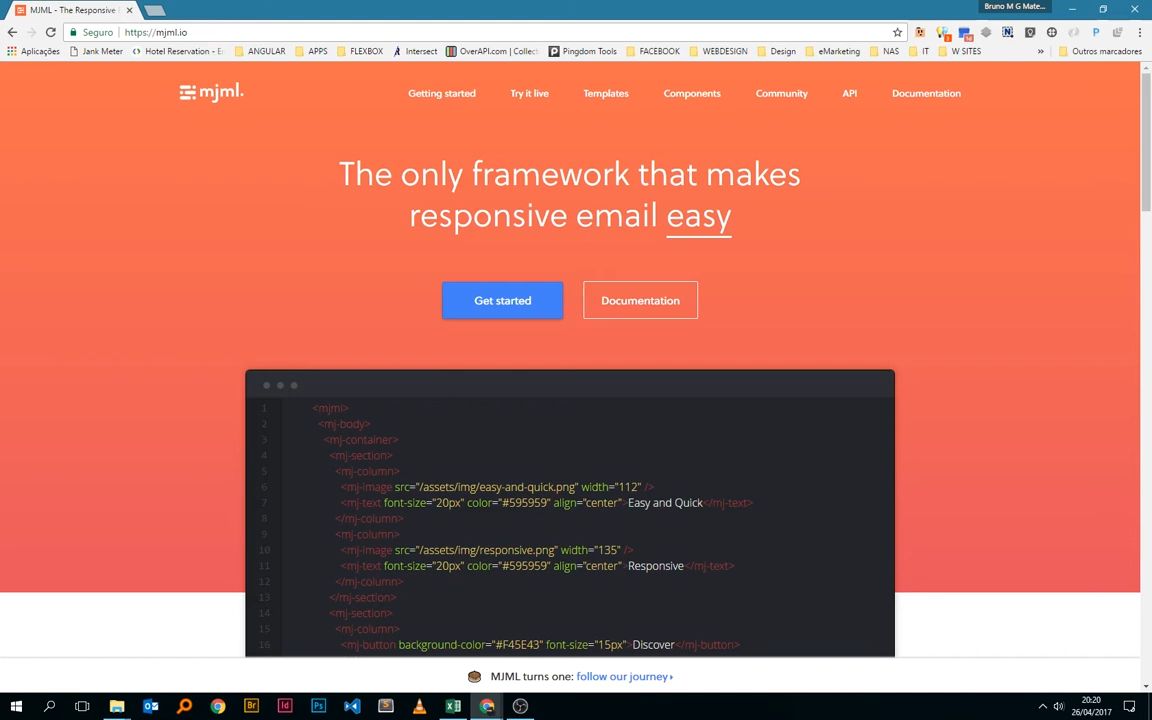 MJML - The Responsive
Bruno M G Mate...
Seguro
https://mjml.io
Aplicações
Jank Meter
Hotel Reservation - E
ANGULAR
APPS
FLEXBOX
Intersect
OverAPI.com | Collect
Pingdom Tools
FACEBOOK
WEBDESIGN
Design
eMarketing
NAS
IT
W SITES
»
Outros marcadores
mjml.
Getting started
Try it live
Templates
Components
Community
API
Documentation
The only framework that makes
responsive email easy
Get started
Documentation
1 <mjml>
2 <mj-body>
3 <mj-container>
4 <mj-section>
5 <mj-column>
6 <mj-image src="/assets/img/easy-and-quick.png" width="112" />
7 <mj-text font-size="20px" color="#595959" align="center">Easy and Quick</mj-text>
8 </mj-column>
9 <mj-column>
10 <mj-image src="/assets/img/responsive.png" width="135" />
11 <mj-text font-size="20px" color="#595959" align="center">Responsive</mj-text>
12 </mj-column>
13 </mj-section>
14 <mj-section>
15 <mj-column>
16 <mj-button background-color="#F45E43" font-size="15px">Discover</mj-button>
MJML turns one: follow our journey ›
Br
Id
Ps
S
20:20
26/04/2017